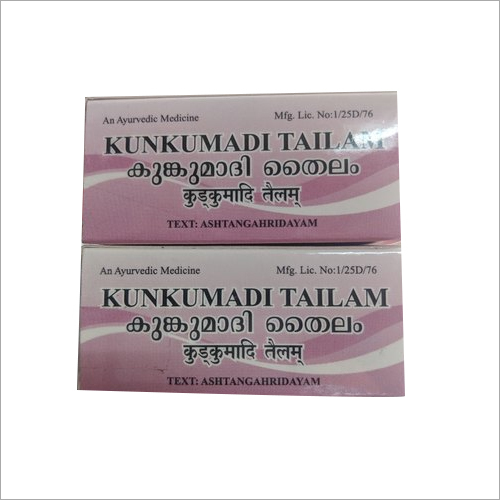 An Ayurvedic Medicine Mfg. Lic. No:1/25D/76
KUNKUMADI TAILAM
കുങ്കുമാദി തൈലം
कुङ्कुमादि तैलम्
TEXT: ASHTANGAHRIDAYAM
An Ayurvedic Medicine Mfg. Lic. No:1/25D/76
KUNKUMADI TAILAM
കുങ്കുമാദി തൈലം
कुङ्कुमादि तैलम्
TEXT: ASHTANGAHRIDAYAM